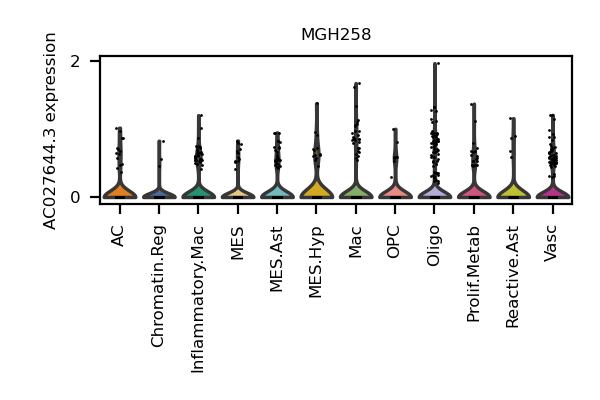 MGH258
AC027644.3 expression
2
0
AC
Chromatin.Reg
Inflammatory.Mac
MES
MES.Ast
MES.Hyp
Mac
OPC
Oligo
Prolif.Metab
Reactive.Ast
Vasc